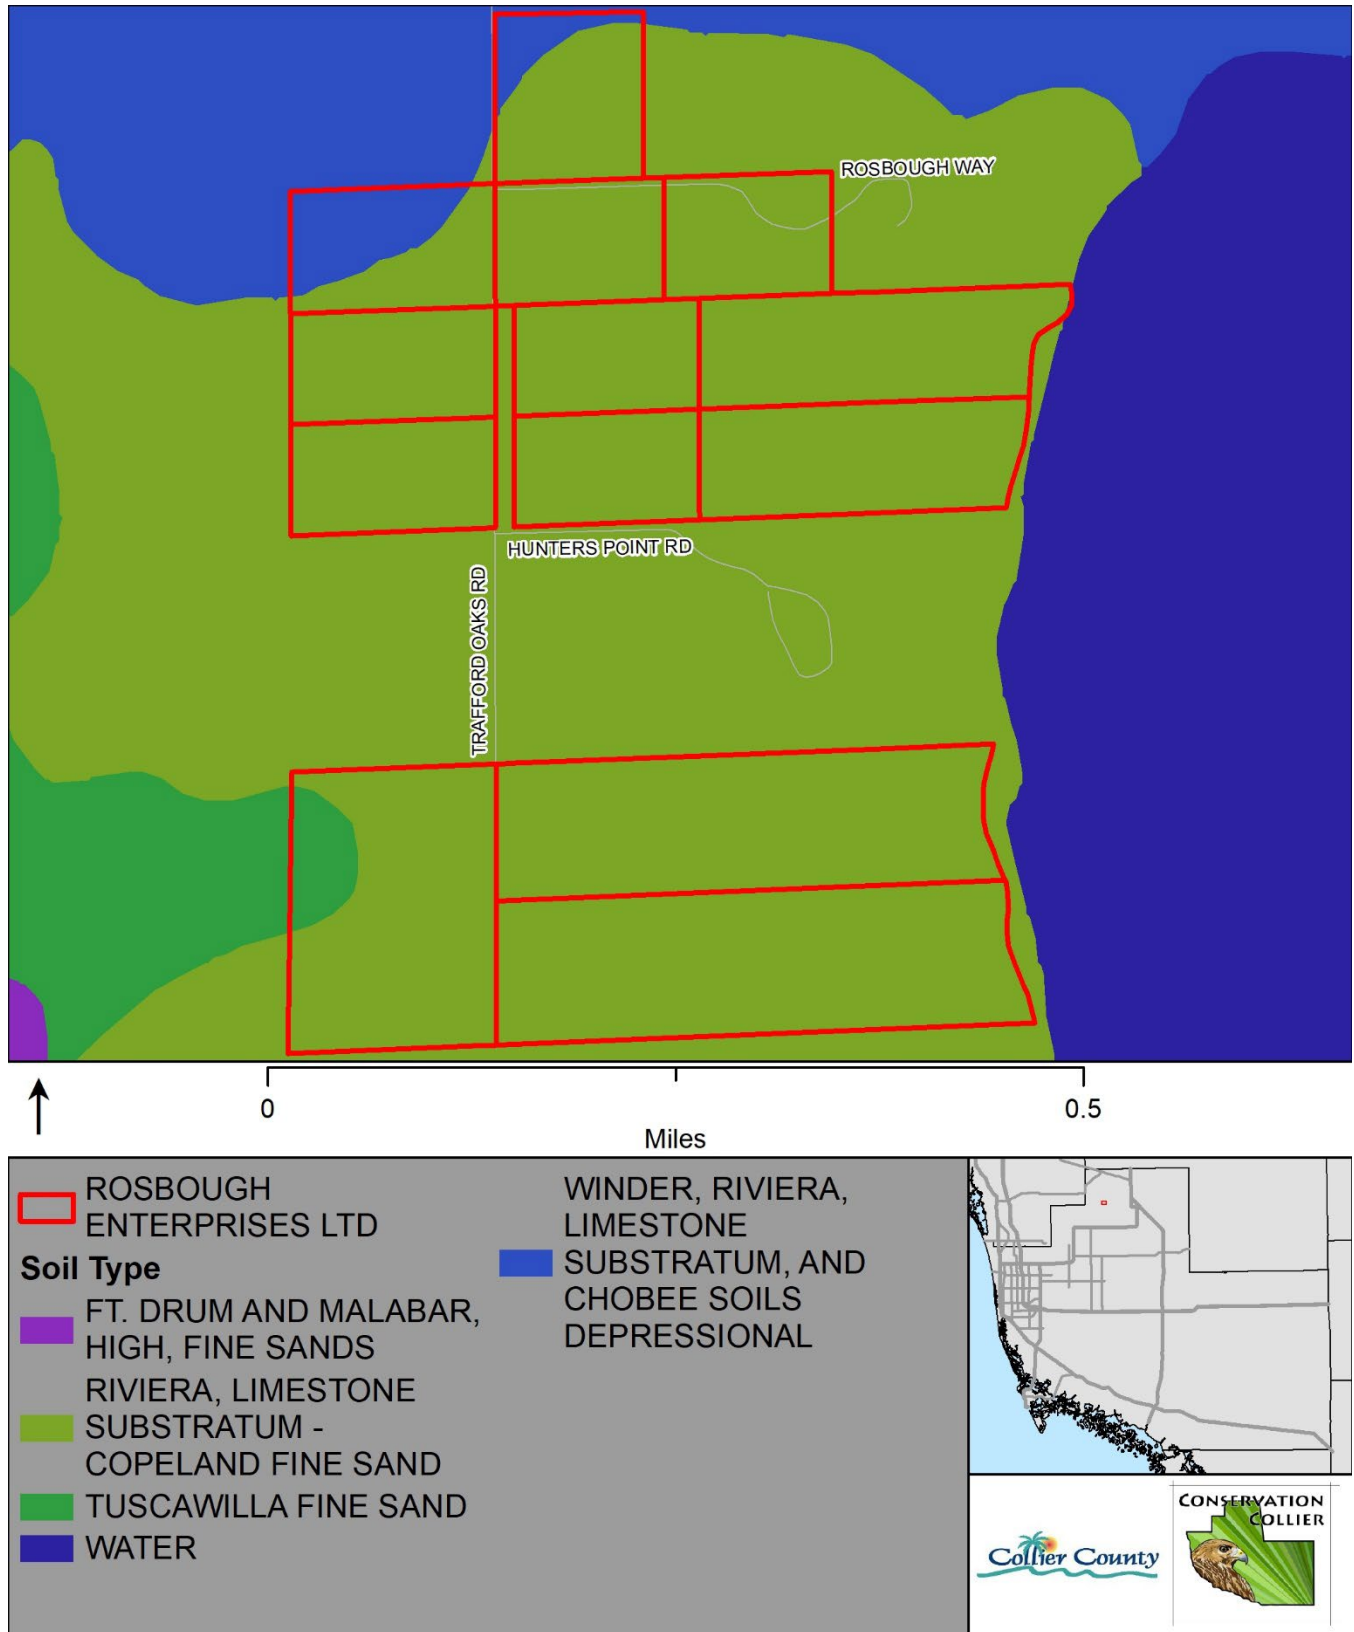 ROSBOUGH WAY
HUNTERS POINT RD
TRAFFORD OAKS RD
0
0.5
Miles
ROSBOUGH
ENTERPRISES LTD
Soil Type
FT. DRUM AND MALABAR,
HIGH, FINE SANDS
RIVIERA, LIMESTONE
SUBSTRATUM -
COPELAND FINE SAND
TUSCAWILLA FINE SAND
WATER
WINDER, RIVIERA,
LIMESTONE
SUBSTRATUM, AND
CHOBEE SOILS
DEPRESSIONAL
Collier County
CONSERVATION
COLLIER